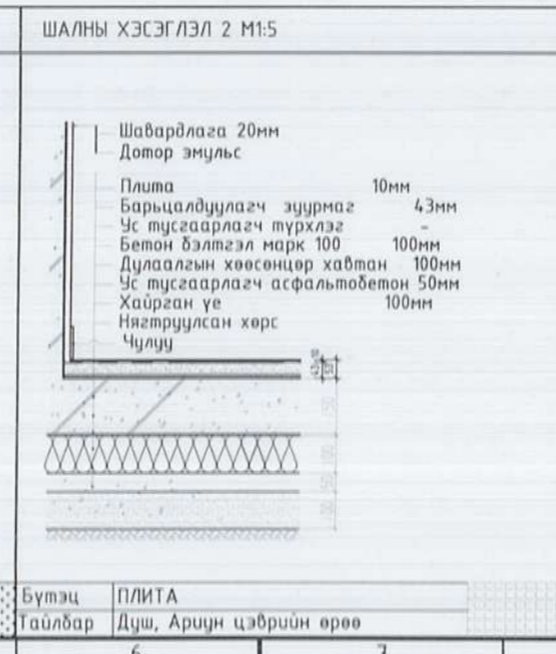 ШАЛНЫ ХЭСЭГЛЭЛ 2 М1:5
Шавардлага 20мм
Дотор эмульс
Плита 10мм
Барьцалдуулагч зуурмаг 43мм
Ус тусгаарлагч түрхлэг -
Бетон бэлтгэл марк 100 100мм
Дулаалгын хөөсөнцөр хавтан 100мм
Ус тусгаарлагч асфальтобетон 50мм
Хайрган үе 100мм
Нягтруулсан хөрс
Чулуу
Бүтэц ПЛИТА
Тайлбар Душ, Ариун цэврийн өрөө